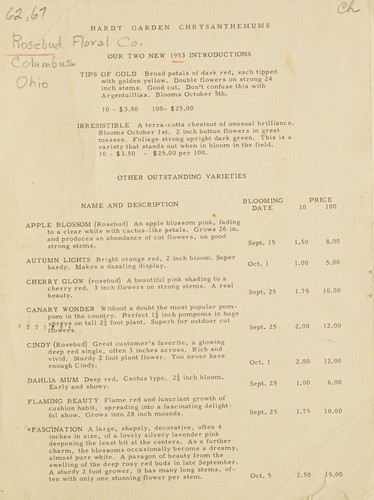 62,67
Ch
HARDY GARDEN CHRYSANTHEMUMS
Rosebud Floral Co.
Columbus
Ohio
OUR TWO NEW 1953 INTRODUCTIONS
TIPS OF GOLD Broad petals of dark red, each tipped
with golden yellow. Double flowers on strong 24
inch stems. Good cut. Don't confuse this with
Argentuillias. Blooms October 5th.
10 - $3.50 100- $25.00
IRRESISTIBLE A terra-cotta chestnut of unusual brilliance.
Blooms October 1st. 2 inch button flowers in great
masses. Foliage strong upright dark green. This is a
variety that stands out when in bloom in the field.
10 - $3.50 - $25.00 per 100.
OTHER OUTSTANDING VARIETIES
NAME AND DESCRIPTION BLOOMING DATE PRICE 10 100
APPLE BLOSSOM (Rosebud) An apple blossom pink, fading
to a clear white with cactus-like petals. Grows 26 in.
and produces an abundance of cut flowers, on good
strong stems. Sept. 15 1.50 8.00
AUTUMN LIGHTS Bright orange red, 2 inch bloom. Super
hardy. Makes a dazzling display. Oct. 1 1.00 5.00
CHERRY GLOW (rosebud) A beautiful pink shading to a
cherry red. 3 inch flowers on strong stems. A real
beauty. Sept. 25 1.75 10.00
CANARY WONDER Without a doubt the most popular pom-
pom in the country. Perfect 1½ inch pompoms in huge
sprays on tall 2½ foot plant. Superb for outdoor cut
flowers. Sept. 25 2.00 12.00
CINDY (Rosebud) Great customer's favorite, a glowing
deep red single, often 3 inches across. Rich and
vivid. Sturdy 2 foot plant flower. You never have
enough Cindy. Oct. 1 2.00 12.00
DAHLIA MUM Deep red. Cactus type. 2½ inch bloom.
Early and showy. Sept. 25 1.00 6.00
FLAMING BEAUTY Flame red and luxuriant growth of
cushion habit, spreading into a fascinating delight-
ful show. Grows into 28 inch mounds. Sept. 25 1.75 10.00
*FASCINATION A large, shapely, decorative, often 4
inches in size, of a lovely silvery lavender pink
deepening the least bit at the centers. As a further
charm, the blossoms occasionally become a dreamy,
almost pure white. A paragon of beauty from the
swelling of the deep rosy red buds in late September.
A sturdy 2 foot grower, it has many long stems, of-
ten with only one stunning flower per stem. Oct. 5 2.50 15.00